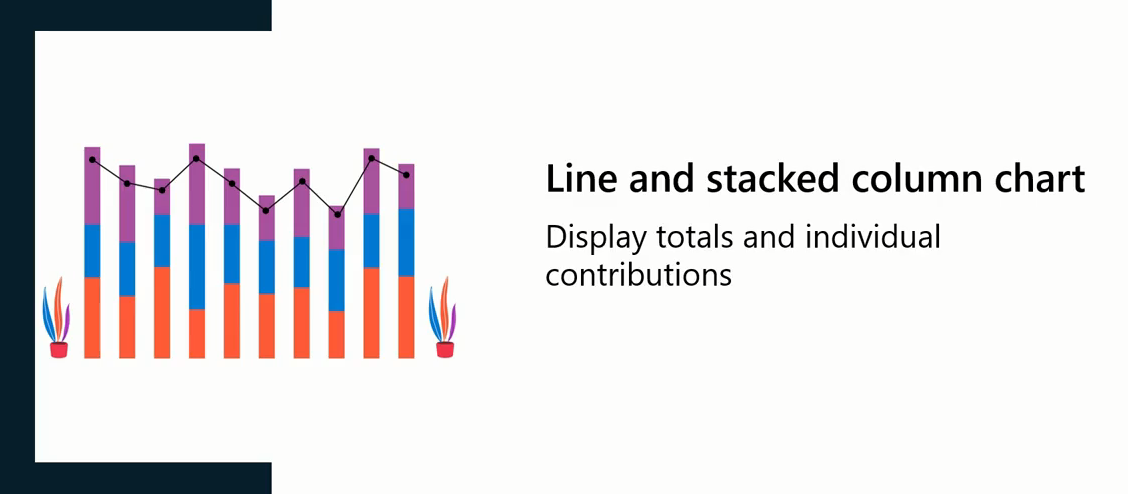 Line and stacked column chart
Display totals and individual
contributions